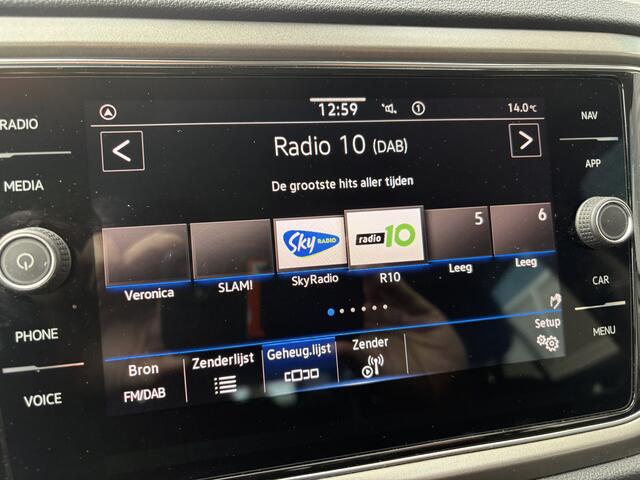 12:59
1
14.0°C
RADIO
MEDIA
PHONE
VOICE
< Radio 10 (DAB) >
De grootste hits aller tijden
Sky RADIO
radio 10
5
6
Veronica
SLAM!
SkyRadio
R10
Leeg
Leeg
Bron
FM/DAB
Zenderlijst
Geheug.lijst
Zender
Setup
NAV
APP
CAR
MENU